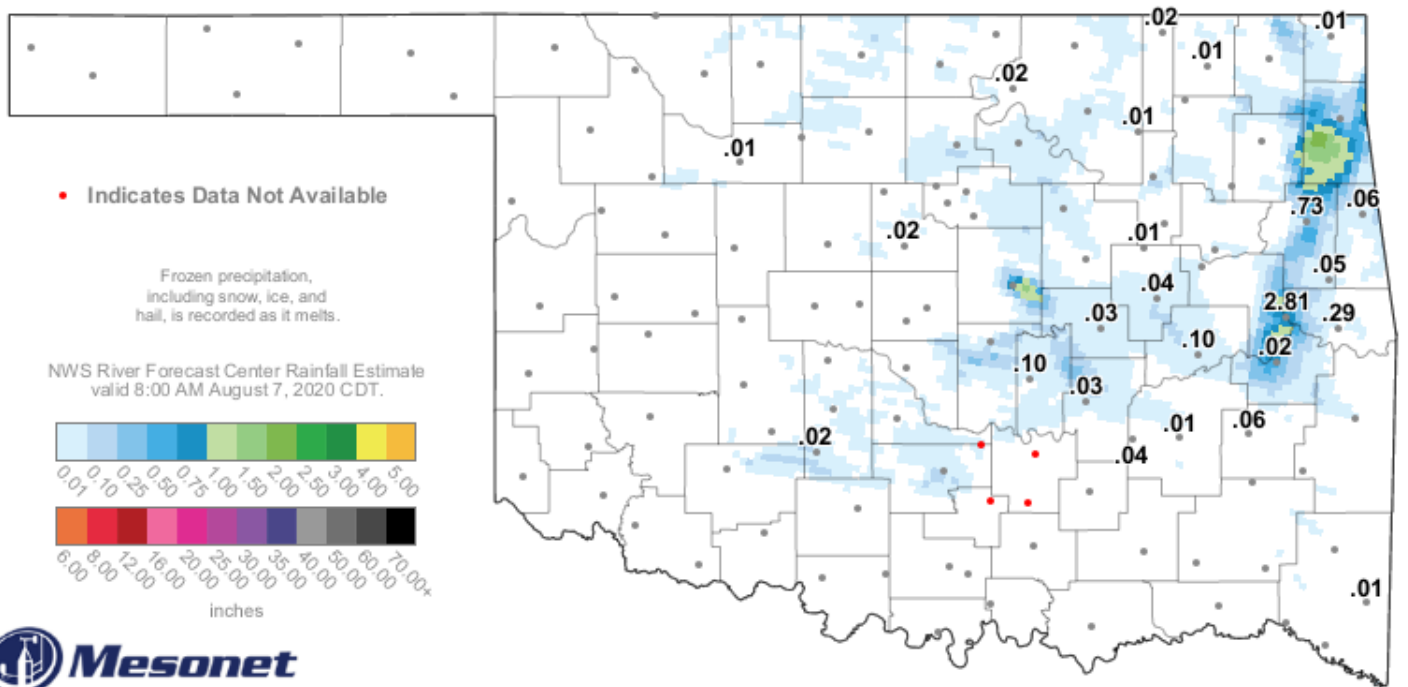 .02
.01
.01
.02
.01
.01
Indicates Data Not Available
.06
.73
.02
.01
.05
Frozen precipitation,
including snow, ice, and
hail, is recorded as it melts.
.04
2.81
.03
.29
.10
.02
NWS River Forecast Center Rainfall Estimate
valid 8:00 AM August 7, 2020 CDT.
.10
.03
.01
.06
.02
.04
0.01 0.10 0.25 0.50 0.75 1.00 1.50 2.00 2.50 3.00 4.00 5.00
6.00 8.00 12.00 16.00 20.00 25.00 30.00 35.00 40.00 50.00 60.00 70.00+
inches
.01
Mesonet